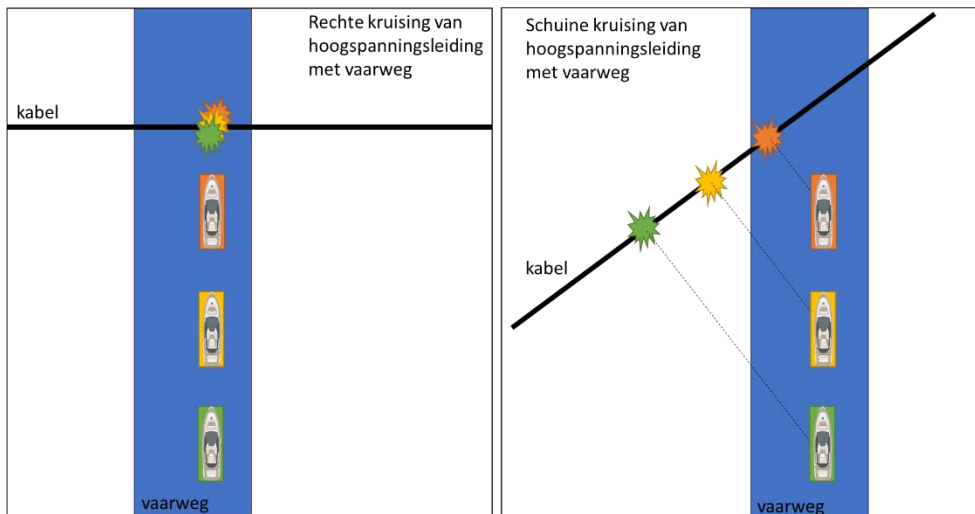 Rechte kruising van
hoogspanningsleiding
met vaarweg
kabel
vaarweg
Schuine kruising van
hoogspanningsleiding
met vaarweg
kabel
vaarweg